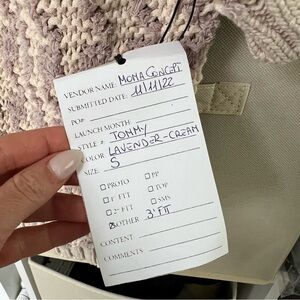 VENDOR NAME MOHA CONCEPT
SUBMITTED DATE 11/11/22
PO#
LAUNCH MONTH
STYLE # TOMMY
COLOR LAVENDER-CREAM
SIZE S
PROTO PP
1st FIT TOP
2nd FIT SMS
OTHER 3rd FIT
CONTENT
COMMENTS